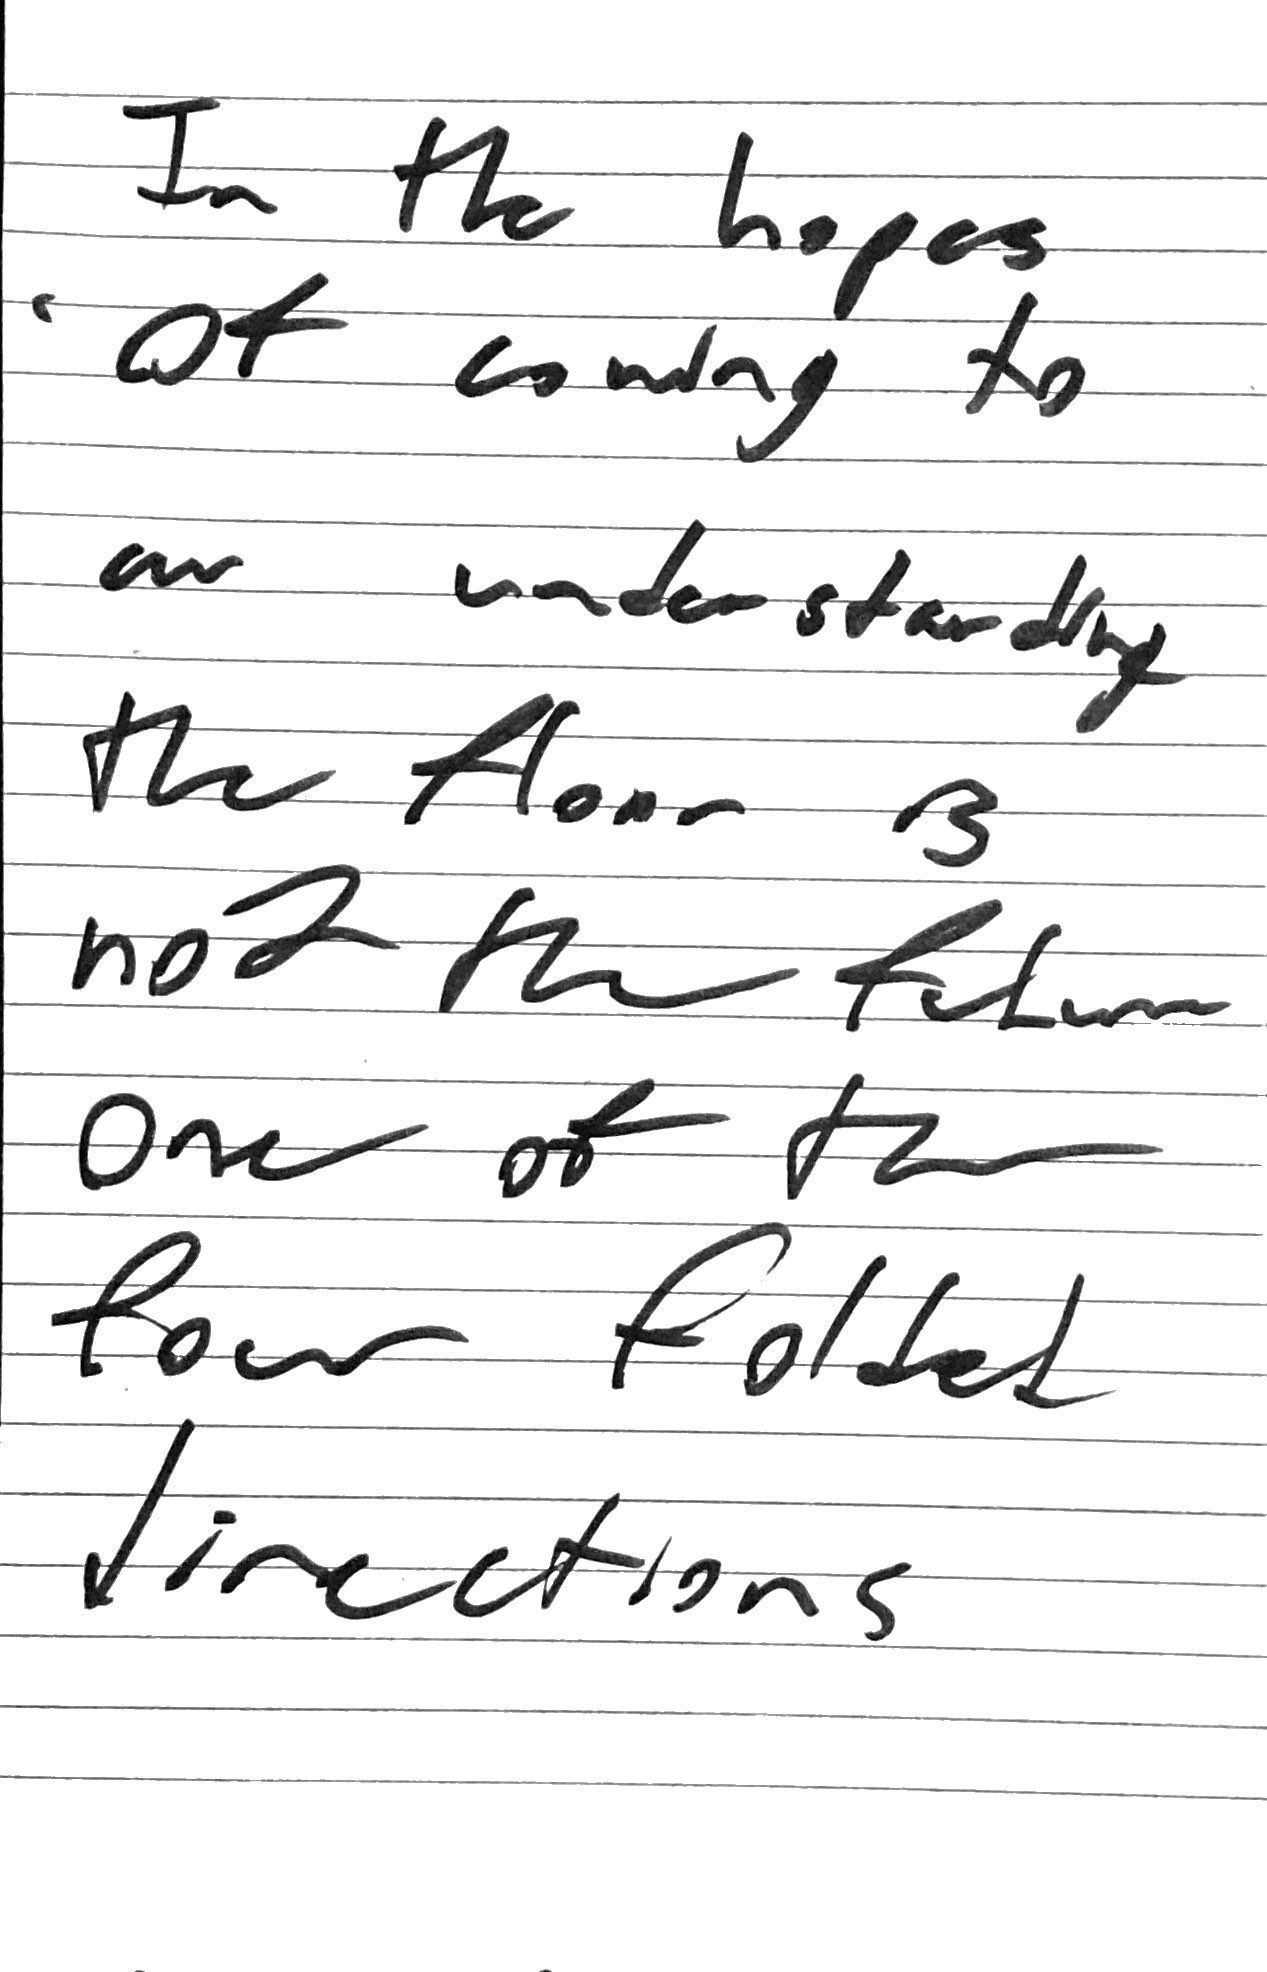 In the hopes
of coming to
an understanding
the floor is
not the future
One of the
four folded
directions